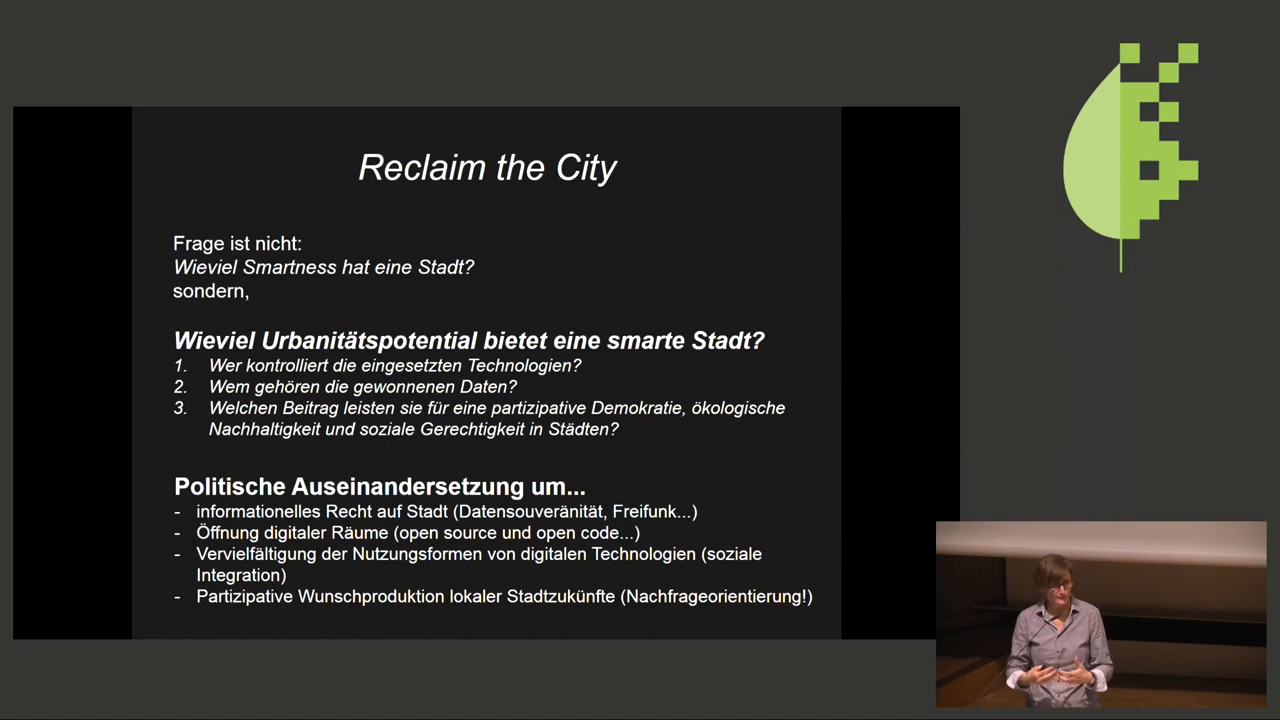 Reclaim the City
Frage ist nicht:
Wieviel Smartness hat eine Stadt?
sondern,
Wieviel Urbanitätspotential bietet eine smarte Stadt?
1. Wer kontrolliert die eingesetzten Technologien?
2. Wem gehören die gewonnenen Daten?
3. Welchen Beitrag leisten sie für eine partizipative Demokratie, ökologische
Nachhaltigkeit und soziale Gerechtigkeit in Städten?
Politische Auseinandersetzung um...
- informationelles Recht auf Stadt (Datensouveränität, Freifunk...)
- Öffnung digitaler Räume (open source und open code...)
- Vervielfältigung der Nutzungsformen von digitalen Technologien (soziale
Integration)
- Partizipative Wunschproduktion lokaler Stadtzukünfte (Nachfrageorientierung!)